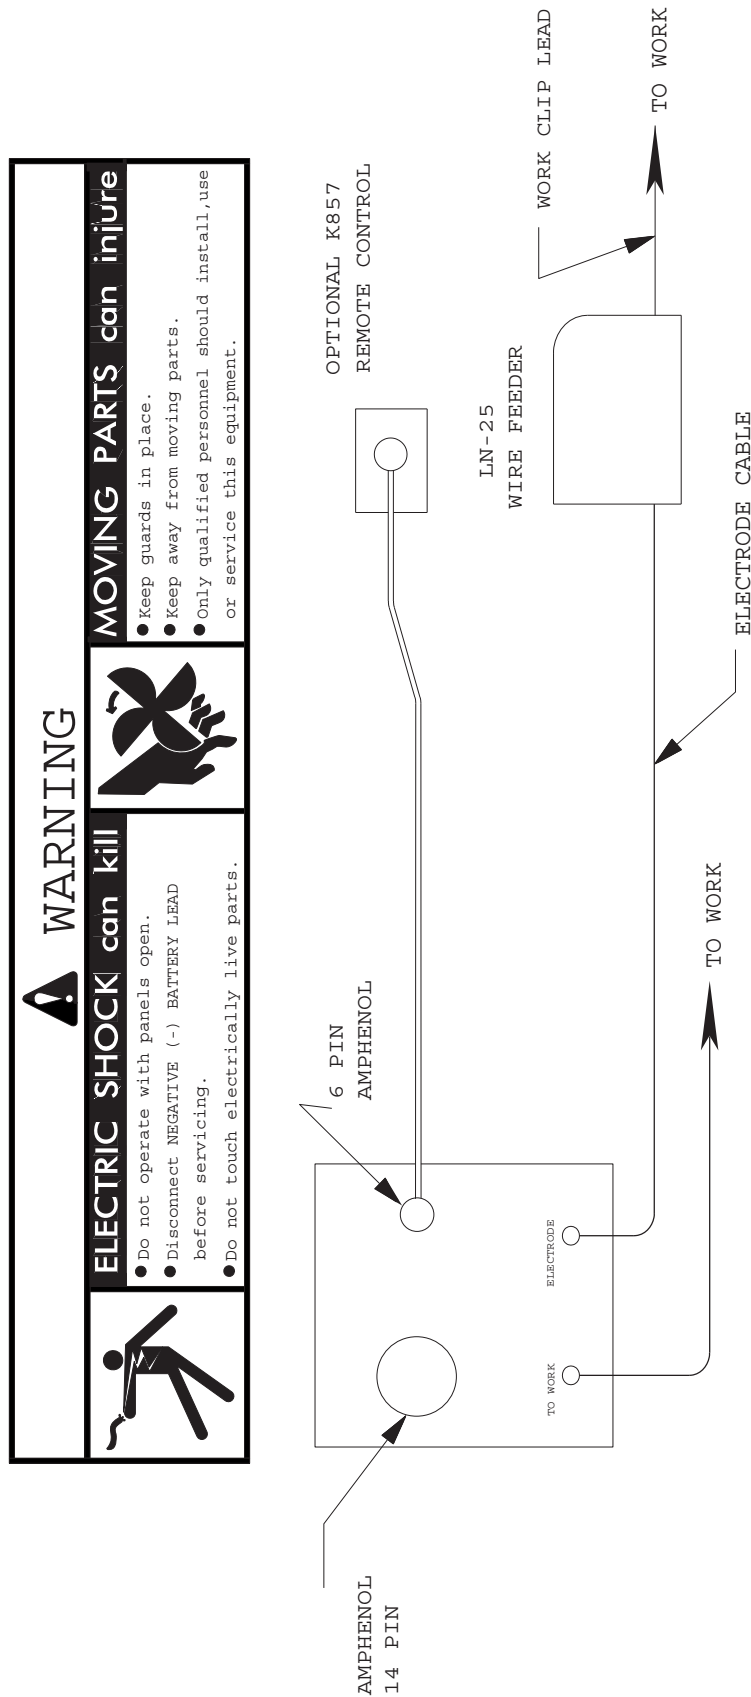 WARNING
ELECTRIC SHOCK can kill
● Do not operate with panels open.
● Disconnect NEGATIVE (-) BATTERY LEAD
before servicing.
● Do not touch electrically live parts.
MOVING PARTS can injure
● Keep guards in place.
● Keep away from moving parts.
● Only qualified personnel should install,use
or service this equipment.
AMPHENOL
14 PIN
6 PIN
AMPHENOL
OPTIONAL K857
REMOTE CONTROL
LN-25
WIRE FEEDER
WORK CLIP LEAD
TO WORK
TO WORK
ELECTRODE
ELECTRODE CABLE
TO WORK